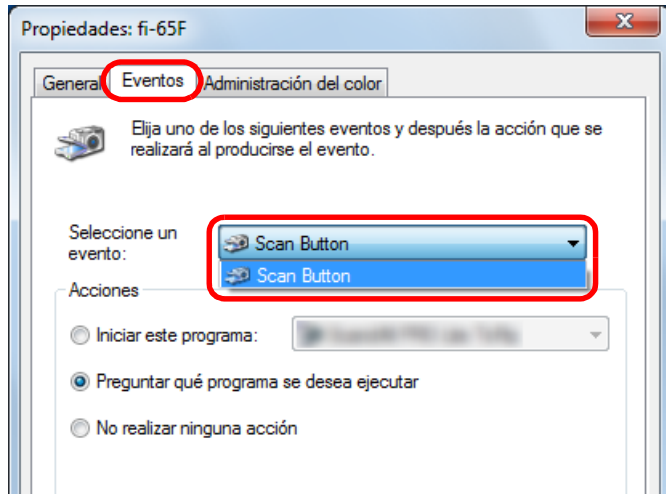 Propiedades: fi-65F
General Eventos Administración del color
Elija uno de los siguientes eventos y después la acción que se
realizará al producirse el evento.
Seleccione un
evento:
Scan Button
Scan Button
Acciones
Iniciar este programa:
Preguntar qué programa se desea ejecutar
No realizar ninguna acción